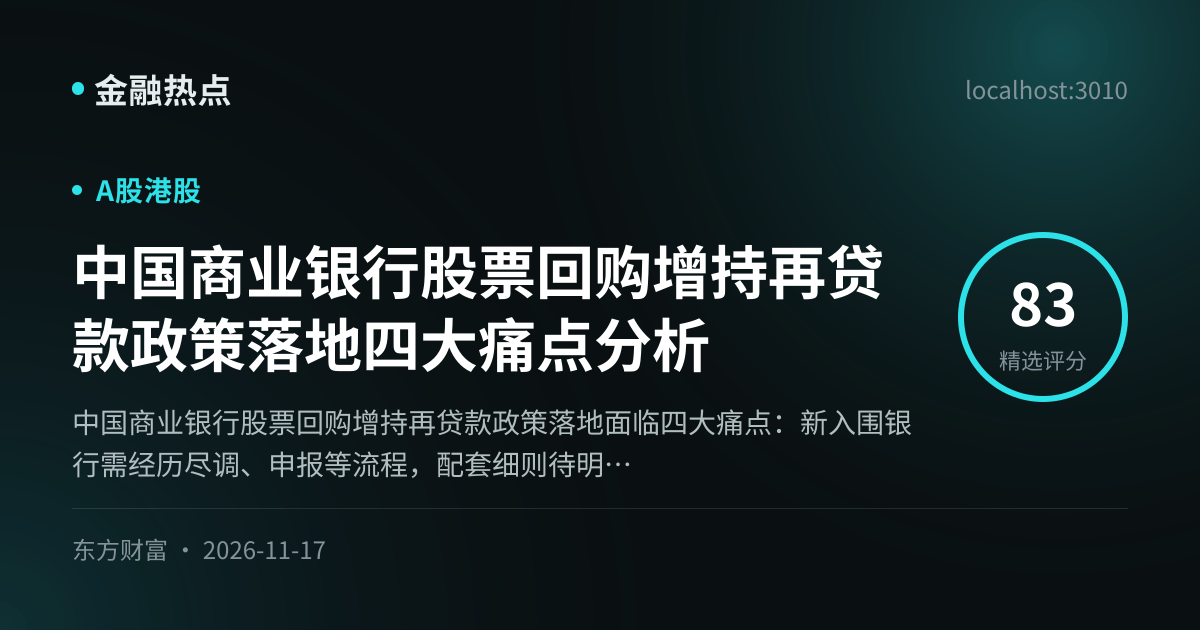 金融热点
localhost:3010
A股港股
中国商业银行股票回购增持再贷
款政策落地四大痛点分析
83
精选评分
中国商业银行股票回购增持再贷款政策落地面临四大痛点：新入围银
行需经历尽调、申报等流程，配套细则待明…
东方财富 · 2026-11-17